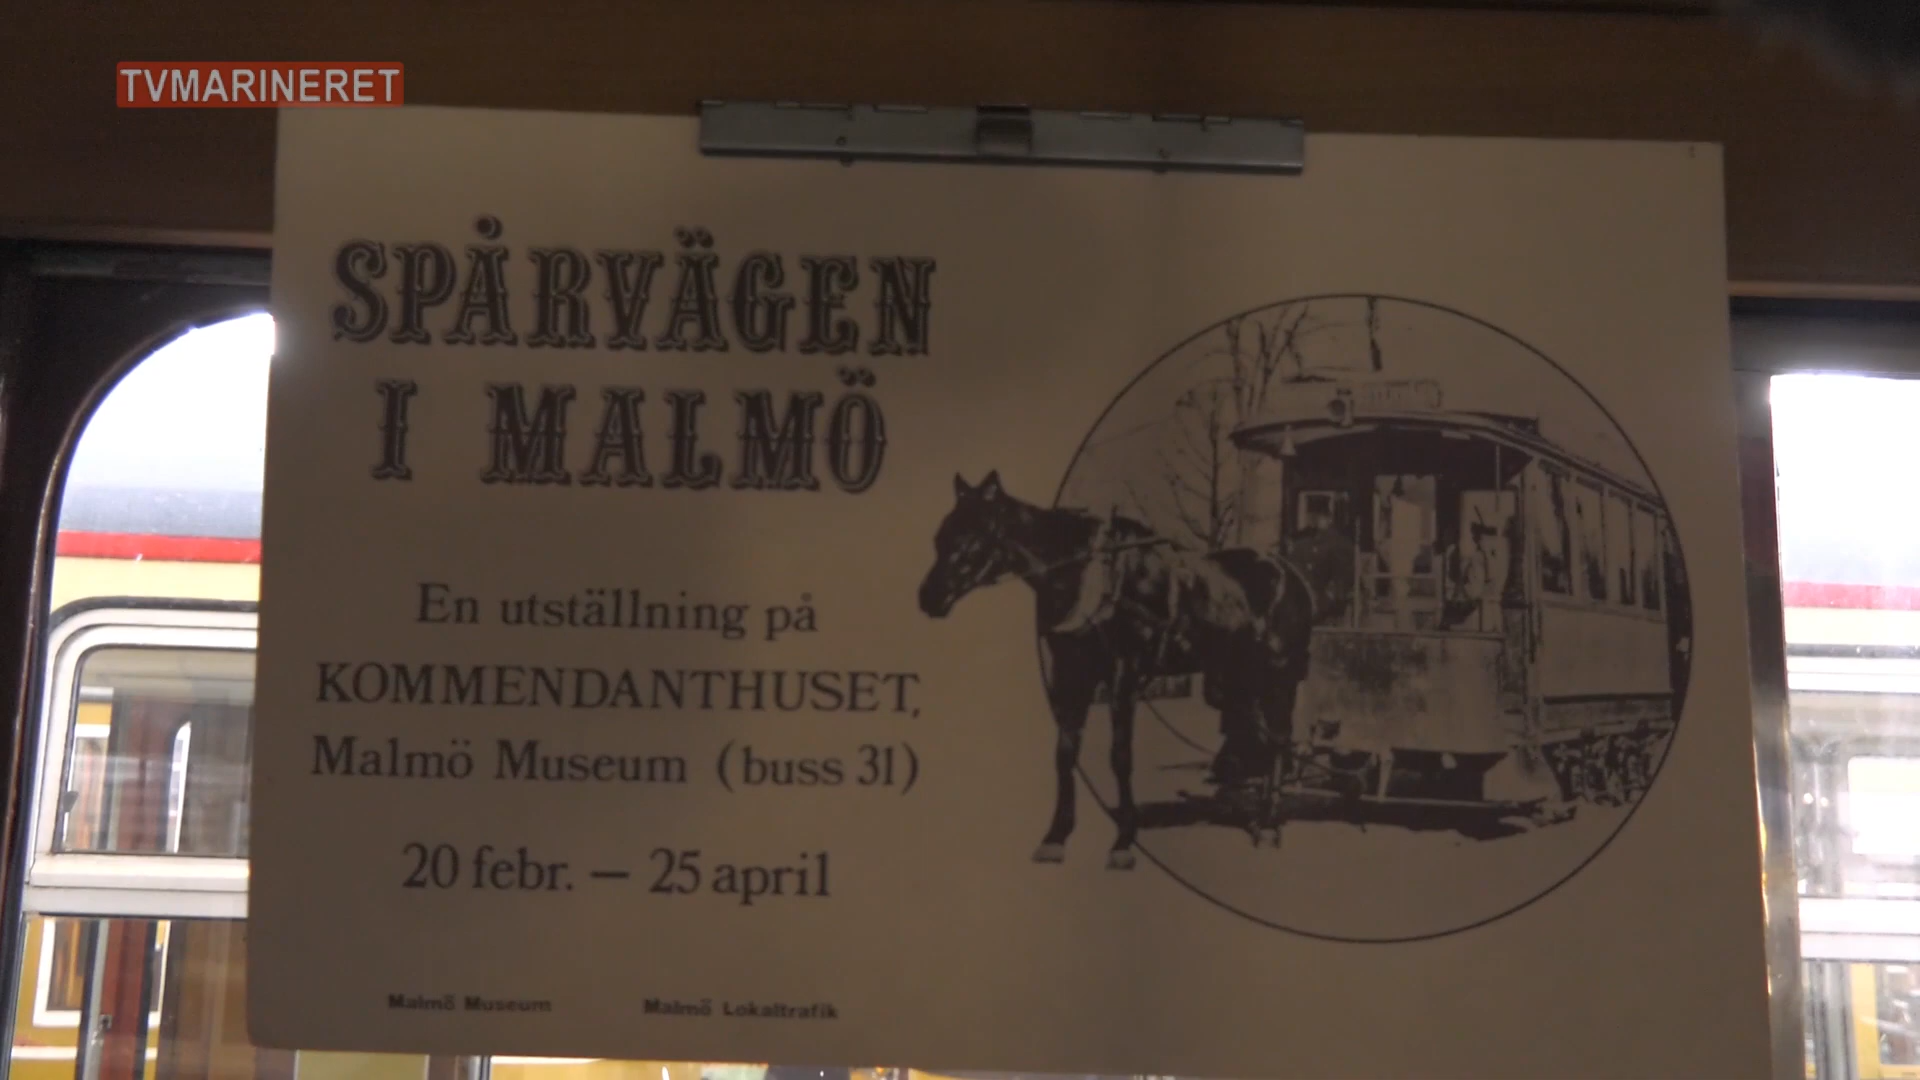 TVMARINERET
SPÅRVÄGEN
I MALMÖ
En utställning på
KOMMENDANTHUSET,
Malmö Museum (buss 31)
20 febr. — 25 april
Malmö Museum
Malmö Lokaltrafik